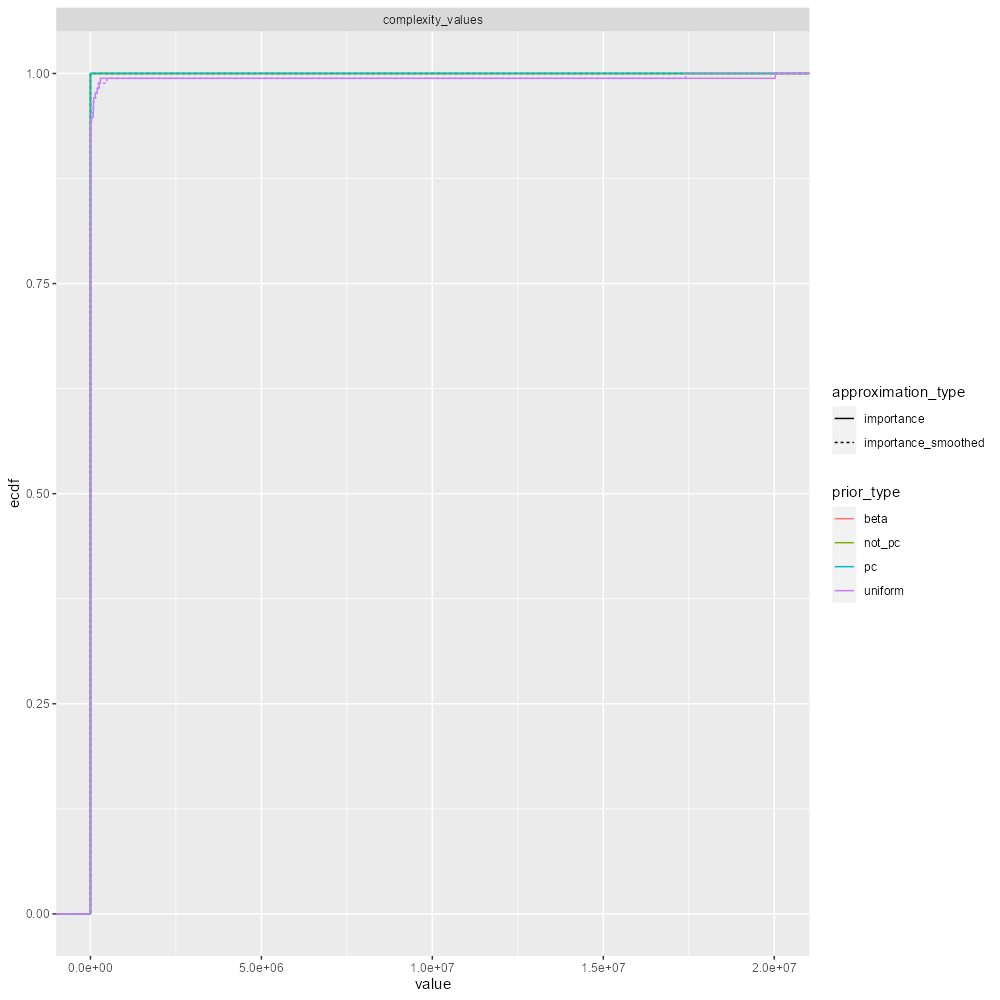 complexity_values
1.00
0.75
0.50
0.25
0.00
ecdf
0.0e+00 5.0e+06 1.0e+07 1.5e+07 2.0e+07
value
approximation_type
importance
importance_smoothed
prior_type
beta
not_pc
pc
uniform